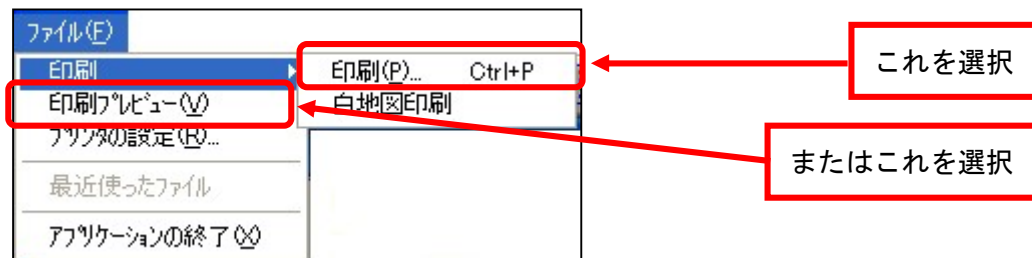 ファイル(F)
印刷
印刷(P)... Ctrl+P
これを選択
印刷プレビュー(V)
白地図印刷
プリンタの設定(R)...
またはこれを選択
最近使ったファイル
アプリケーションの終了(X)